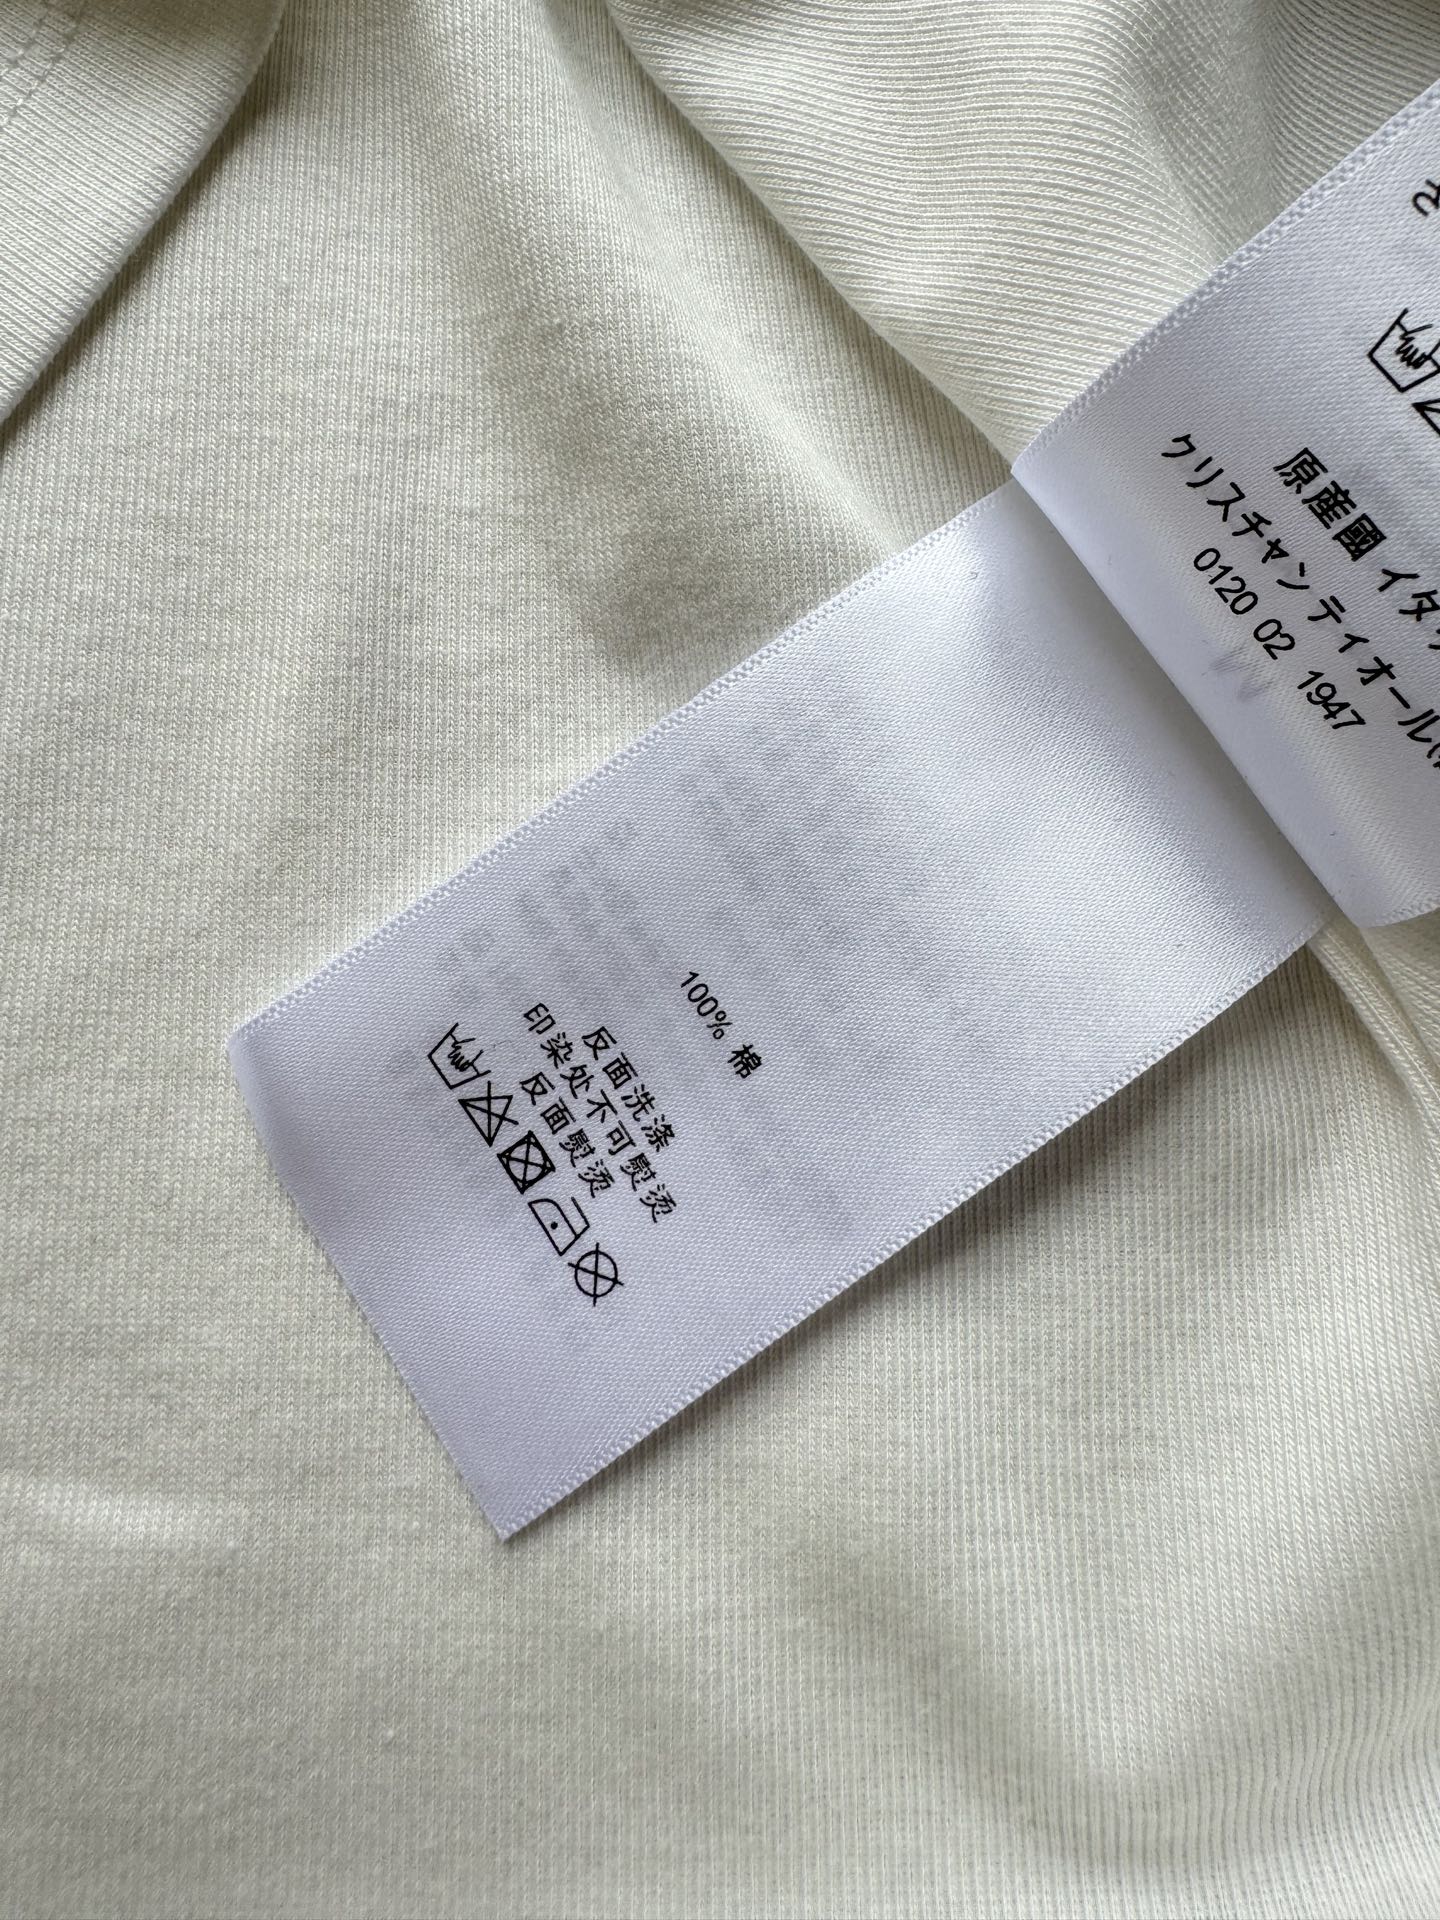 原産國 イタ
クリスチャン ディオール
0120 02 1947
100% 棉
反面洗涤
印染处不可熨烫
反面熨烫